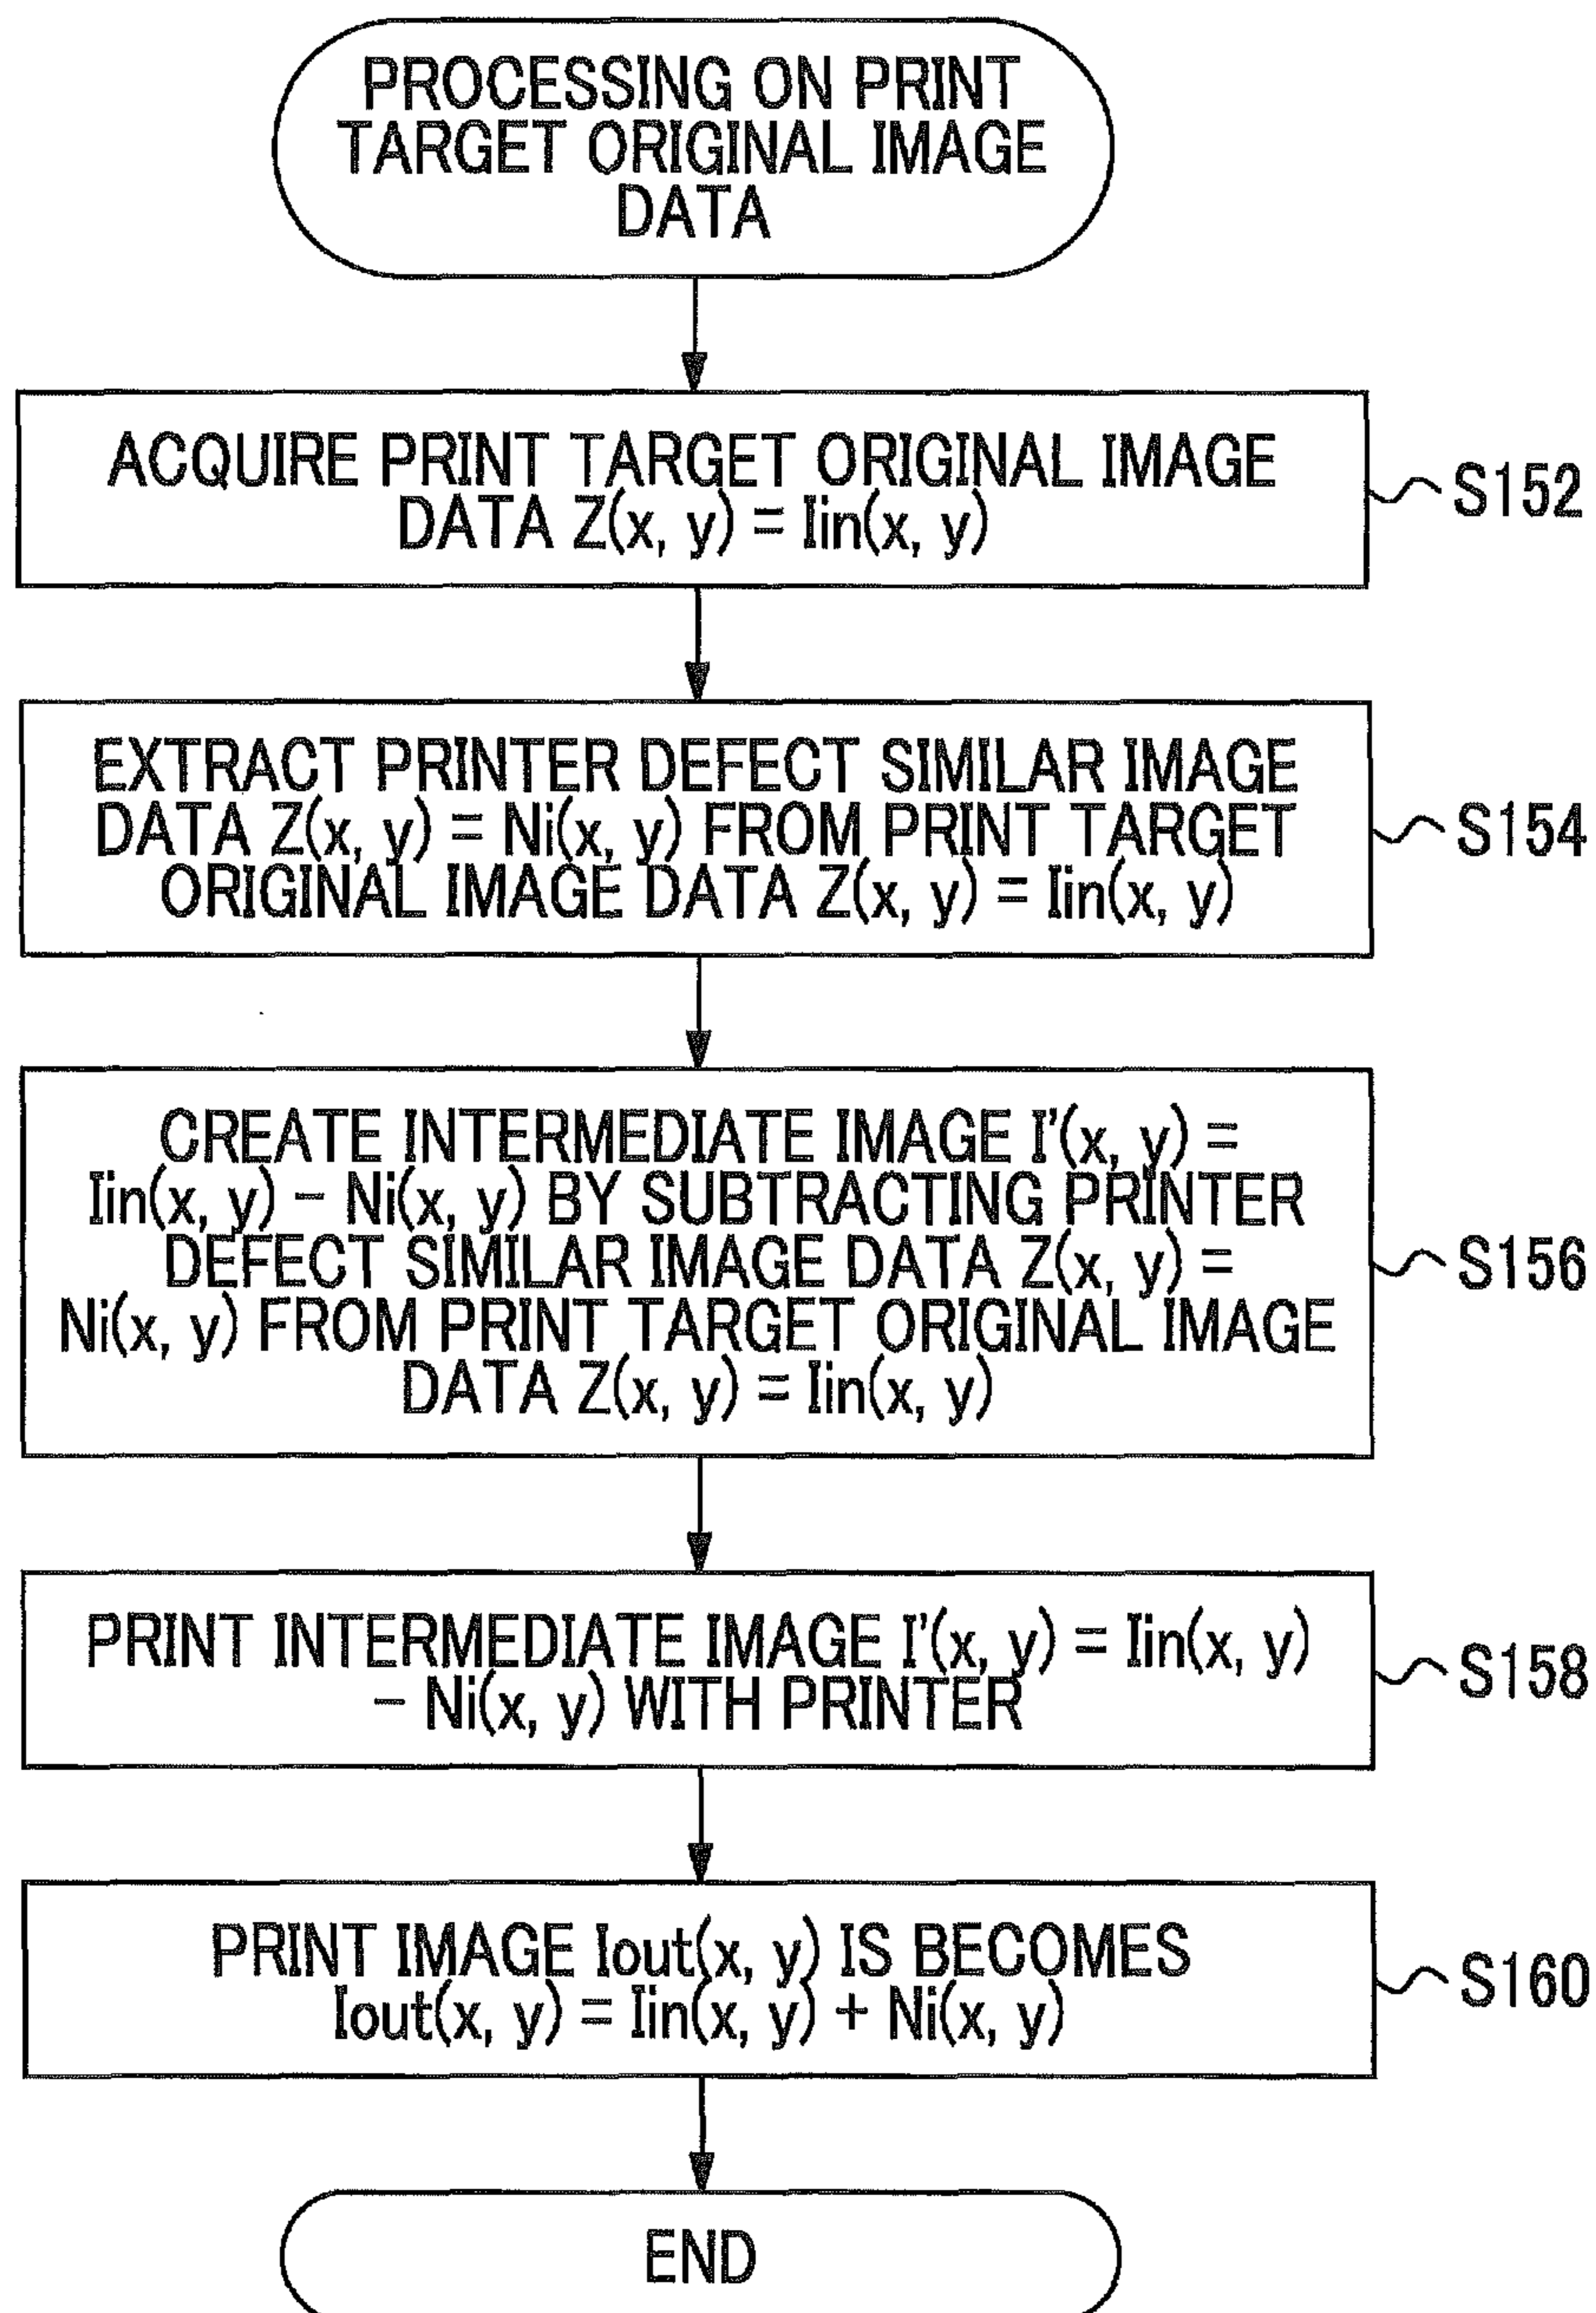 PROCESSING ON PRINT
TARGET ORIGINAL IMAGE
DATA
ACQUIRE PRINT TARGET ORIGINAL IMAGE
DATA Z(x, y) = Iin(x, y)
S152
EXTRACT PRINTER DEFECT SIMILAR IMAGE
DATA Z(x, y) = Ni(x, y) FROM PRINT TARGET
ORIGINAL IMAGE DATA Z(x, y) = Iin(x, y)
S154
CREATE INTERMEDIATE IMAGE I'(x, y) =
Iin(x, y) − Ni(x, y) BY SUBTRACTING PRINTER
DEFECT SIMILAR IMAGE DATA Z(x, y) =
Ni(x, y) FROM PRINT TARGET ORIGINAL IMAGE
DATA Z(x, y) = Iin(x, y)
S156
PRINT INTERMEDIATE IMAGE I'(x, y) = Iin(x, y)
− Ni(x, y) WITH PRINTER
S158
PRINT IMAGE Iout(x, y) IS BECOMES
Iout(x, y) = Iin(x, y) + Ni(x, y)
S160
END